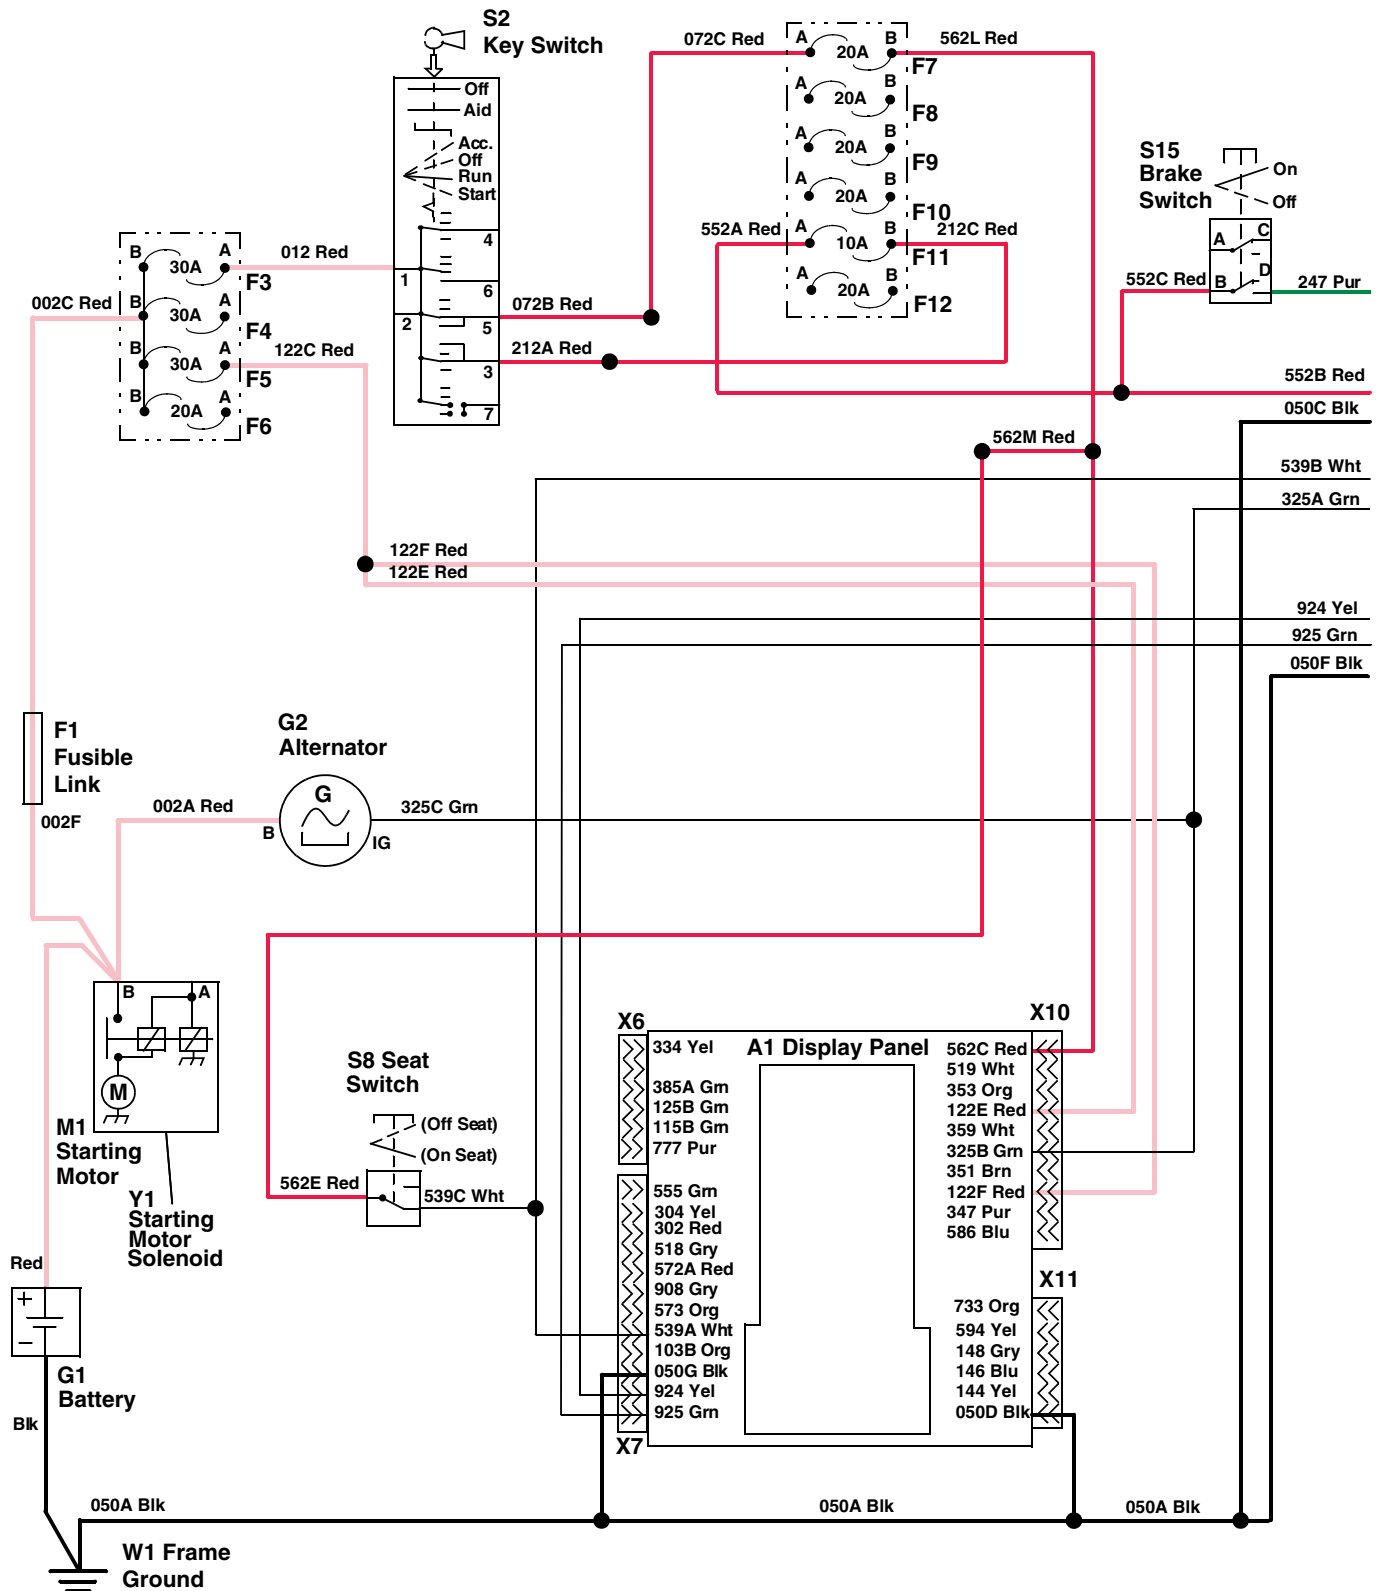 S2
Key Switch
Off
Aid
Acc.
Off
Run
Start
4
1
6
2
5
3
7
072C Red
A
20A
B
562L Red
F7
A
20A
B
F8
A
20A
B
F9
A
20A
B
F10
552A Red
A
10A
B
212C Red
F11
A
20A
B
F12
S15
Brake
Switch
On
Off
A
C
B
D
552C Red
247 Pur
012 Red
B
30A
A
F3
002C Red
B
30A
A
F4
122C Red
B
30A
A
F5
B
20A
A
F6
072B Red
212A Red
552B Red
050C Blk
562M Red
539B Wht
325A Grn
122F Red
122E Red
924 Yel
925 Grn
050F Blk
F1
Fusible
Link
002F
G2
Alternator
G
002A Red
B
325C Grn
IG
B
A
M
M1
Starting
Motor
Y1
Starting
Motor
Solenoid
S8 Seat
Switch
(Off Seat)
(On Seat)
562E Red
539C Wht
X6
334 Yel
385A Grn
125B Grn
115B Grn
777 Pur
A1 Display Panel
X10
562C Red
519 Wht
353 Org
122E Red
359 Wht
325B Grn
351 Brn
122F Red
347 Pur
586 Blu
555 Grn
304 Yel
302 Red
518 Gry
572A Red
908 Gry
573 Org
539A Wht
103B Org
050G Blk
924 Yel
925 Grn
X7
X11
733 Org
594 Yel
148 Gry
146 Blu
144 Yel
050D Blk
Red
+
−
G1
Battery
Blk
050A Blk
050A Blk
050A Blk
W1 Frame
Ground